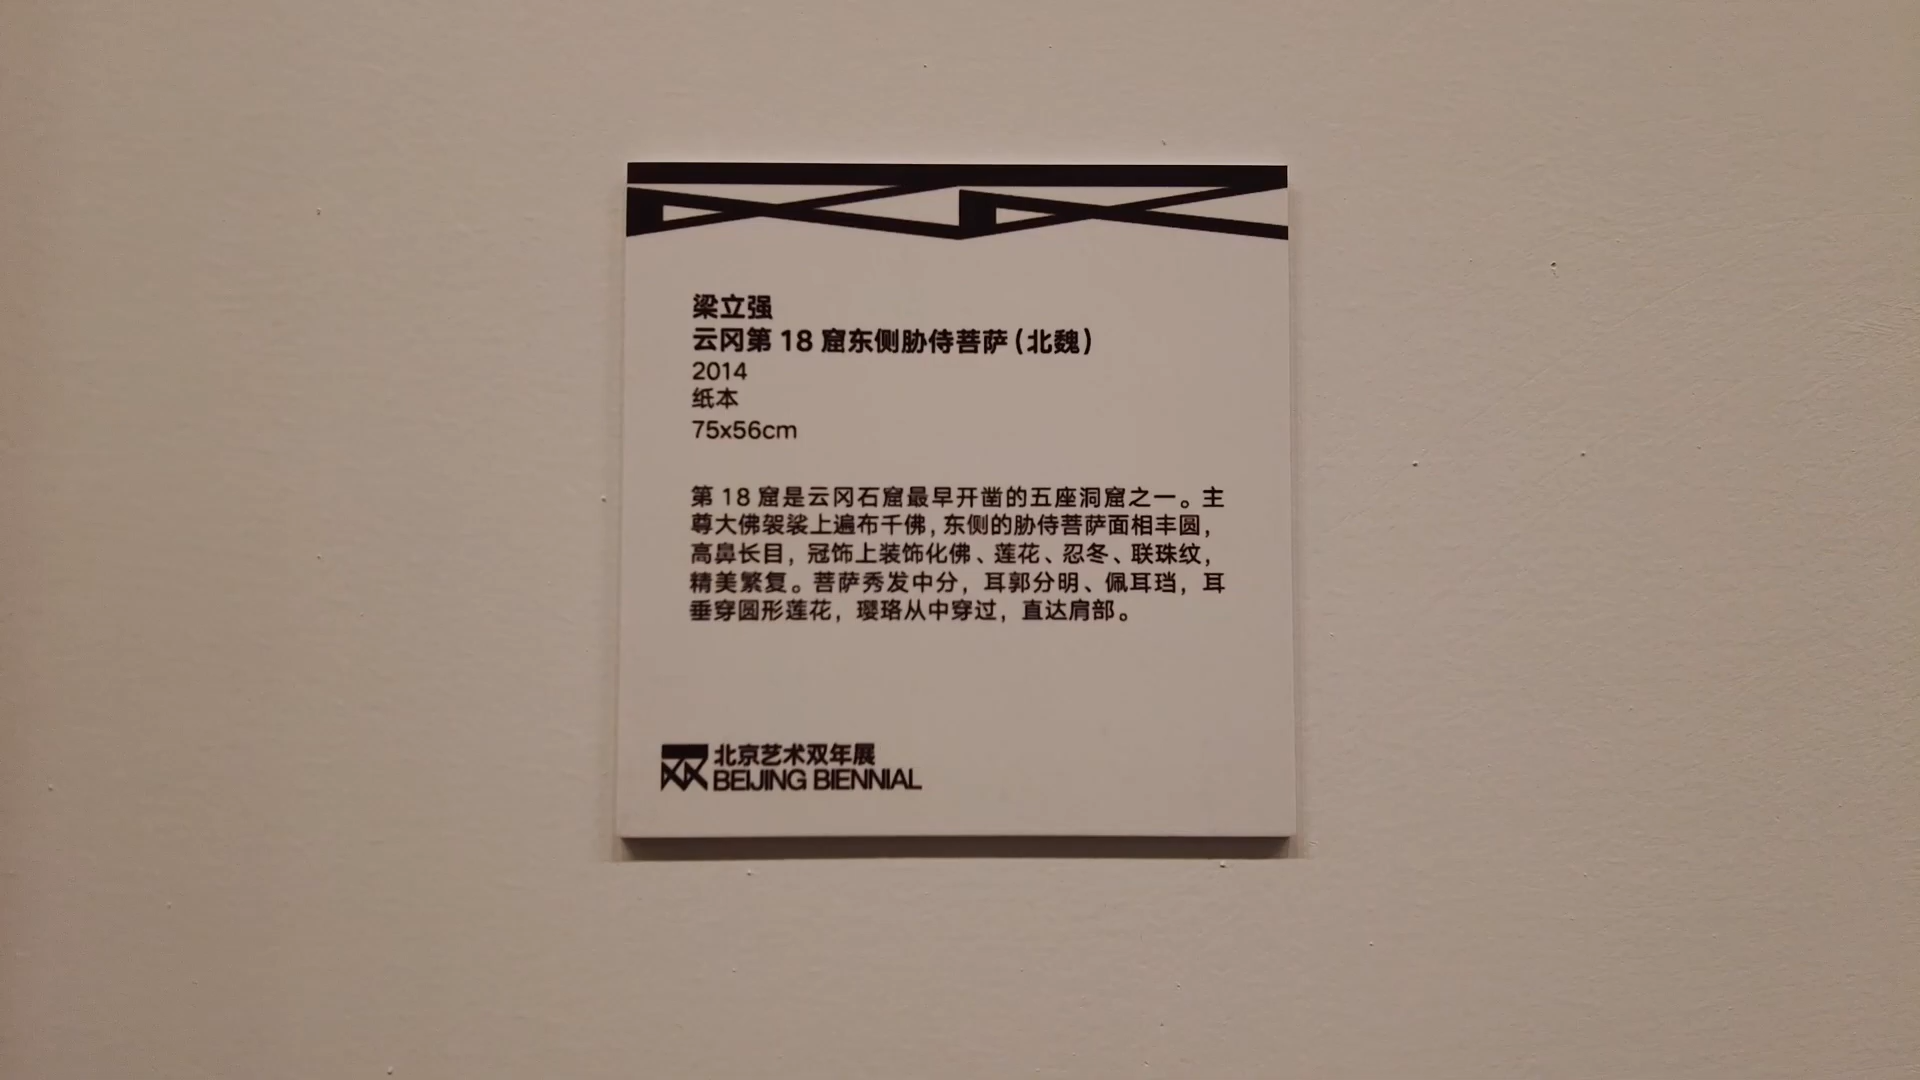 梁立强
云冈第 18 窟东侧胁侍菩萨(北魏)
2014
纸本
75x56cm
第 18 窟是云冈石窟最早开凿的五座洞窟之一。主
尊大佛袈裟上遍布千佛,东侧的胁侍菩萨面相丰圆,
高鼻长目,冠饰上装饰化佛、莲花、忍冬、联珠纹,
精美繁复。菩萨秀发中分,耳郭分明、佩耳珰,耳
垂穿圆形莲花,璎珞从中穿过,直达肩部。
北京艺术双年展
BEIJING BIENNIAL